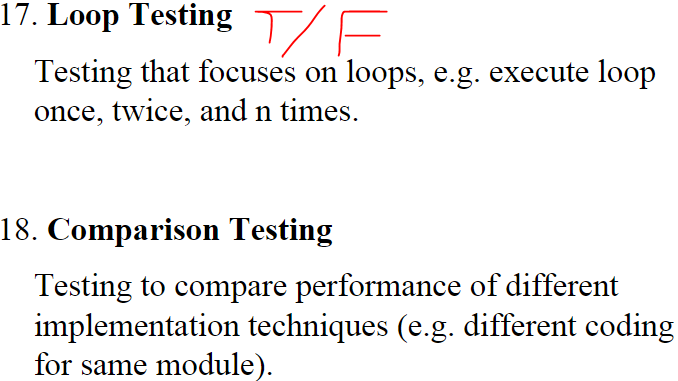 17. Loop Testing T/F
Testing that focuses on loops, e.g. execute loop
once, twice, and n times.
18. Comparison Testing
Testing to compare performance of different
implementation techniques (e.g. different coding
for same module).